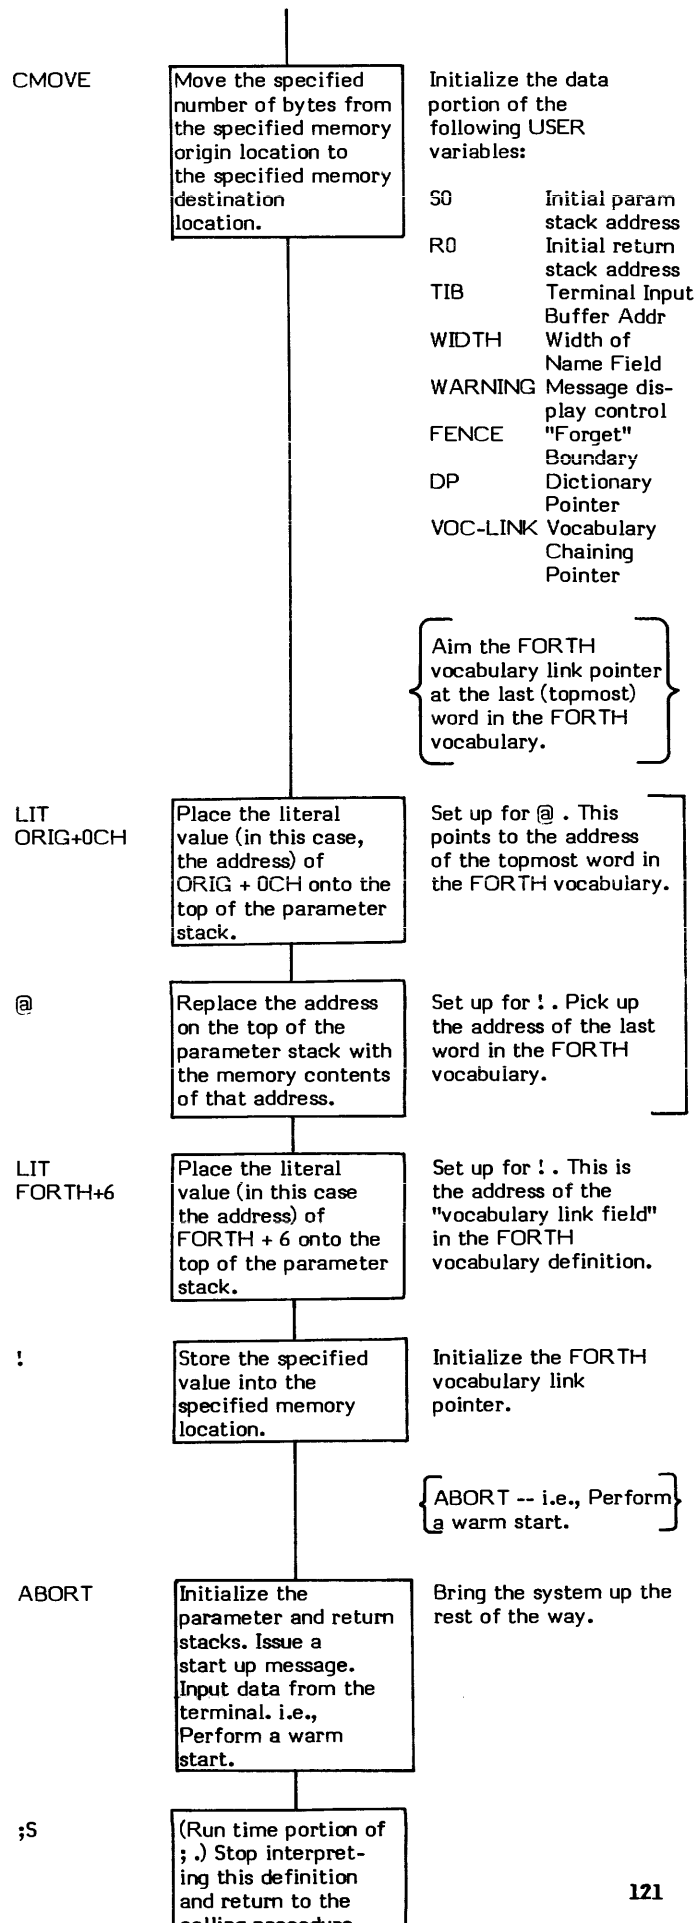 CMOVE
Move the specified
number of bytes from
the specified memory
origin location to
the specified memory
destination
location.
Initialize the data
portion of the
following USER
variables:
S0 Initial param
stack address
R0 Initial return
stack address
TIB Terminal Input
Buffer Addr
WIDTH Width of
Name Field
WARNING Message dis-
play control
FENCE "Forget"
Boundary
DP Dictionary
Pointer
VOC-LINK Vocabulary
Chaining
Pointer
Aim the FORTH
vocabulary link pointer
at the last (topmost)
word in the FORTH
vocabulary.
LIT
ORIG+0CH
Place the literal
value (in this case,
the address) of
ORIG + 0CH onto the
top of the parameter
stack.
Set up for @ . This
points to the address
of the topmost word in
the FORTH vocabulary.
@
Replace the address
on the top of the
parameter stack with
the memory contents
of that address.
Set up for ! . Pick up
the address of the last
word in the FORTH
vocabulary.
LIT
FORTH+6
Place the literal
value (in this case
the address) of
FORTH + 6 onto the
top of the parameter
stack.
Set up for ! . This is
the address of the
"vocabulary link field"
in the FORTH
vocabulary definition.
!
Store the specified
value into the
specified memory
location.
Initialize the FORTH
vocabulary link
pointer.
ABORT -- i.e., Perform
a warm start.
ABORT
Initialize the
parameter and return
stacks. Issue a
start up message.
Input data from the
terminal. i.e.,
Perform a warm
start.
Bring the system up the
rest of the way.
;S
(Run time portion of
; .) Stop interpret-
ing this definition
and return to the
121